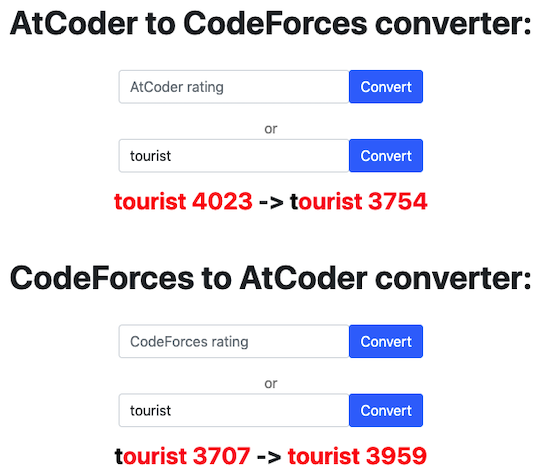 AtCoder to CodeForces converter:
AtCoder rating Convert
or
tourist Convert
tourist 4023 -> tourist 3754
CodeForces to AtCoder converter:
CodeForces rating Convert
or
tourist Convert
tourist 3707 -> tourist 3959